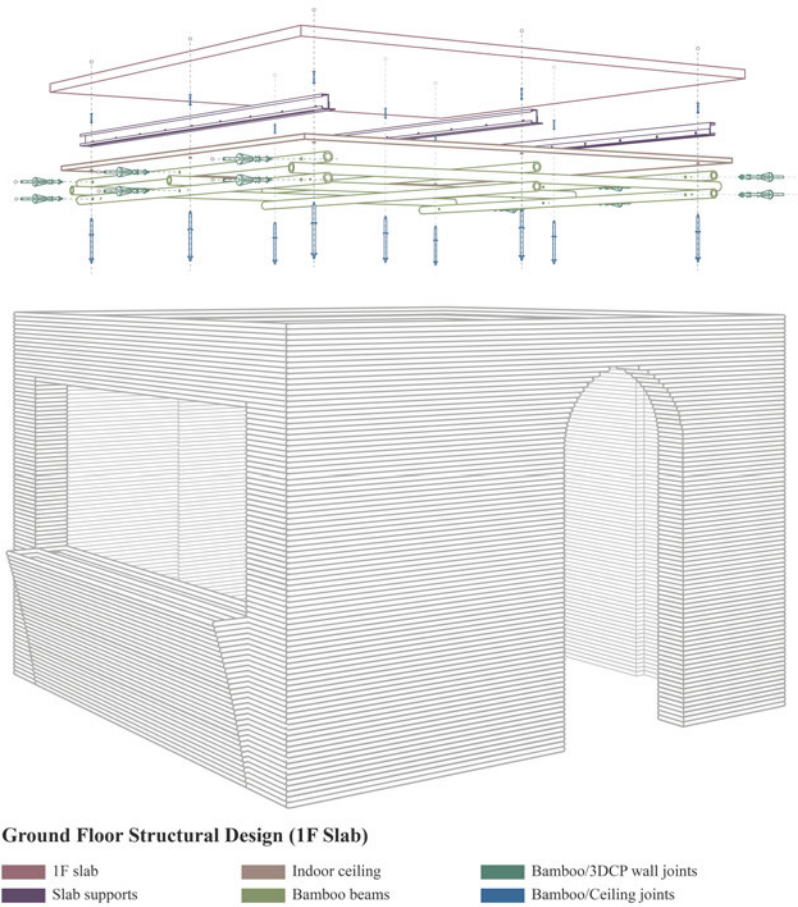 Ground Floor Structural Design (1F Slab)
1F slab
Indoor ceiling
Bamboo/3DCP wall joints
Slab supports
Bamboo beams
Bamboo/Ceiling joints